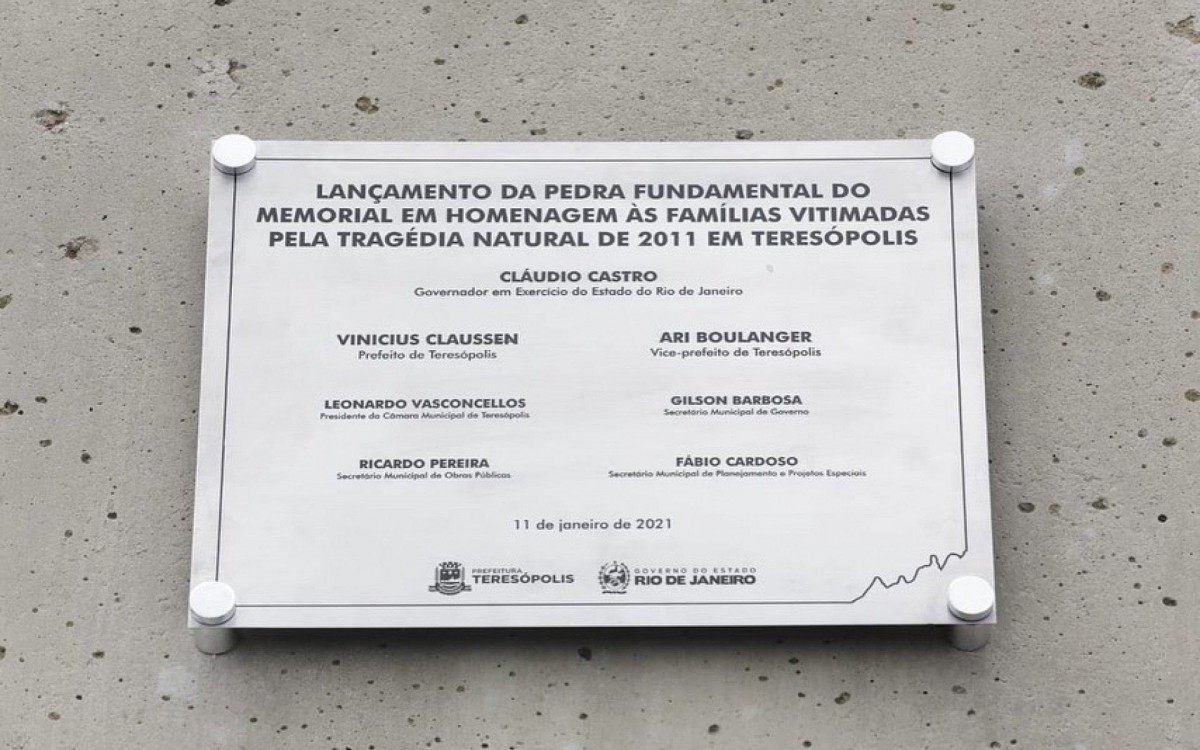 LANÇAMENTO DA PEDRA FUNDAMENTAL DO
MEMORIAL EM HOMENAGEM ÀS FAMÍLIAS VITIMADAS
PELA TRAGÉDIA NATURAL DE 2011 EM TERESÓPOLIS
CLÁUDIO CASTRO
Governador em Exercício do Estado do Rio de Janeiro
VINICIUS CLAUSSEN
Prefeito de Teresópolis
ARI BOULANGER
Vice-prefeito de Teresópolis
LEONARDO VASCONCELLOS
Presidente da Câmara Municipal de Teresópolis
GILSON BARBOSA
Secretário Municipal de Governo
RICARDO PEREIRA
Secretário Municipal de Obras Públicas
FÁBIO CARDOSO
Secretário Municipal de Planejamento e Projetos Especiais
11 de janeiro de 2021
PREFEITURA
TERESÓPOLIS
GOVERNO DO ESTADO
RIO DE JANEIRO